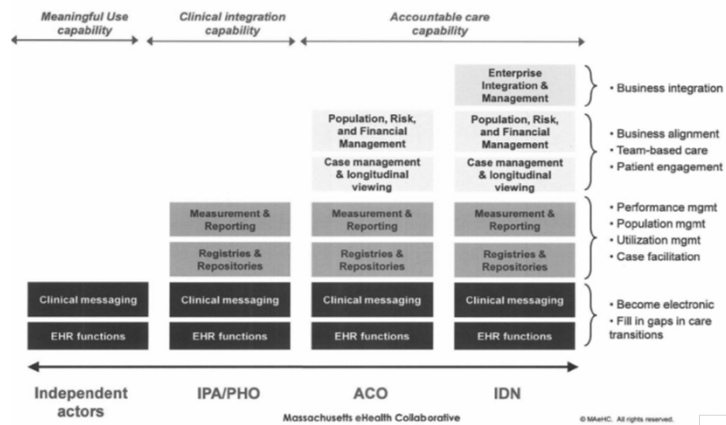 Meaningful Use
capability
Clinical integration
capability
Accountable care
capability
Enterprise
Integration &
Management
• Business integration
Population, Risk,
and Financial
Management
Population, Risk,
and Financial
Management
• Business alignment
• Team-based care
• Patient engagement
Case management
& longitudinal
viewing
Case management
& longitudinal
viewing
Measurement &
Reporting
Measurement &
Reporting
Measurement &
Reporting
• Performance mgmt
• Population mgmt
• Utilization mgmt
• Case facilitation
Registries &
Repositories
Registries &
Repositories
Registries &
Repositories
Clinical messaging
Clinical messaging
Clinical messaging
Clinical messaging
• Become electronic
• Fill in gaps in care
transitions
EHR functions
EHR functions
EHR functions
EHR functions
Independent
actors
IPA/PHO
ACO
IDN
Massachusetts eHealth Collaborative
© MAeHC. All rights reserved.